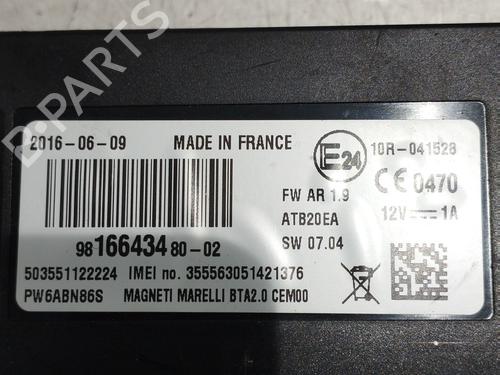 2016-06-09 MADE IN FRANCE
E24 10R-041528
CE 0470
FW AR 1.9
ATB20EA 12V⎓1A
98 166434 80-02 SW 07.04
503551122224 IMEI no. 355563051421376
PW6ABN86S MAGNETI MARELLI BTA2.0 CEM00